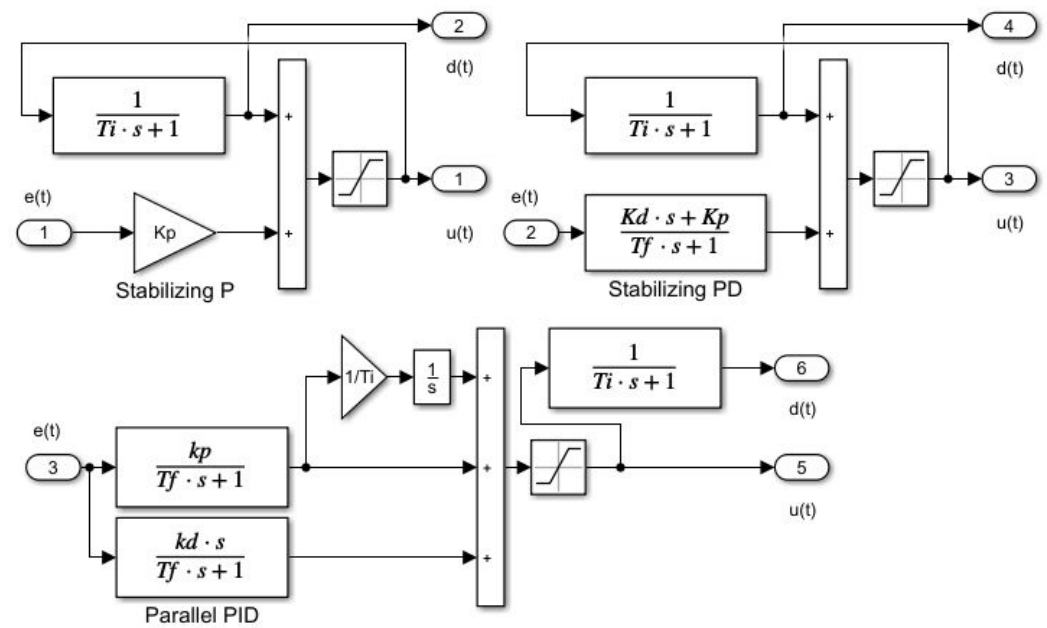 2
d(t)
1
Ti · s + 1
+
e(t)
1
Kp
+
1
u(t)
Stabilizing P
4
d(t)
1
Ti · s + 1
+
e(t)
2
Kd · s + Kp
Tf · s + 1
+
3
u(t)
Stabilizing PD
1/Ti
1
s
+
1
Ti · s + 1
6
d(t)
e(t)
3
kp
Tf · s + 1
+
5
u(t)
kd · s
Tf · s + 1
+
Parallel PID